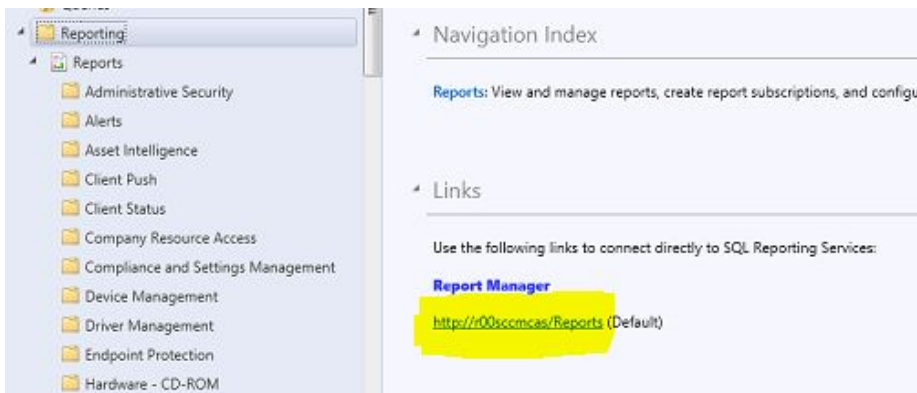 Queries
Reporting
Reports
Administrative Security
Alerts
Asset Intelligence
Client Push
Client Status
Company Resource Access
Compliance and Settings Management
Device Management
Driver Management
Endpoint Protection
Hardware - CD-ROM
Navigation Index
Reports: View and manage reports, create report subscriptions, and configu
Links
Use the following links to connect directly to SQL Reporting Services:
Report Manager
http://r00sccmcas/Reports (Default)